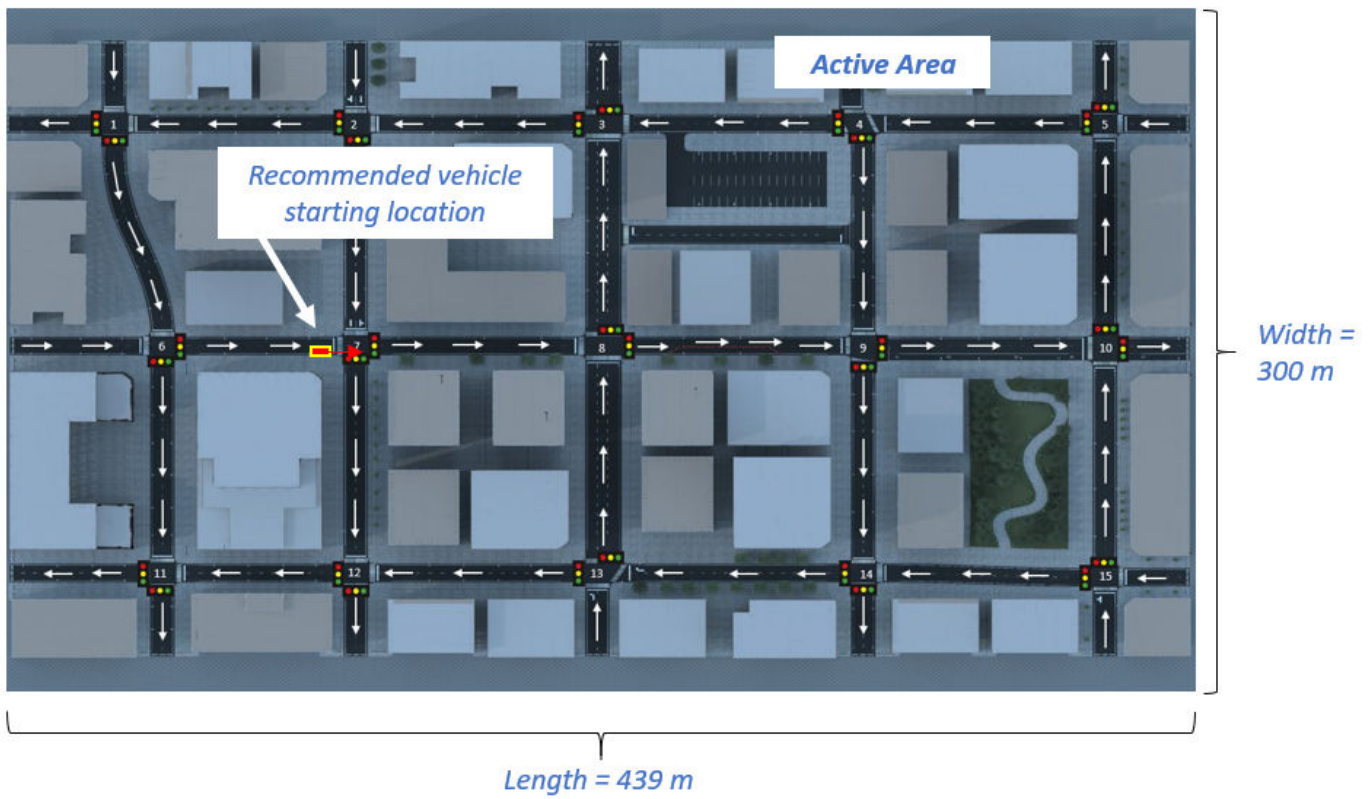 Active Area
1
2
3
4
5
Recommended vehicle
starting location
6
7
8
9
10
Width =
300 m
11
12
13
14
15
Length = 439 m